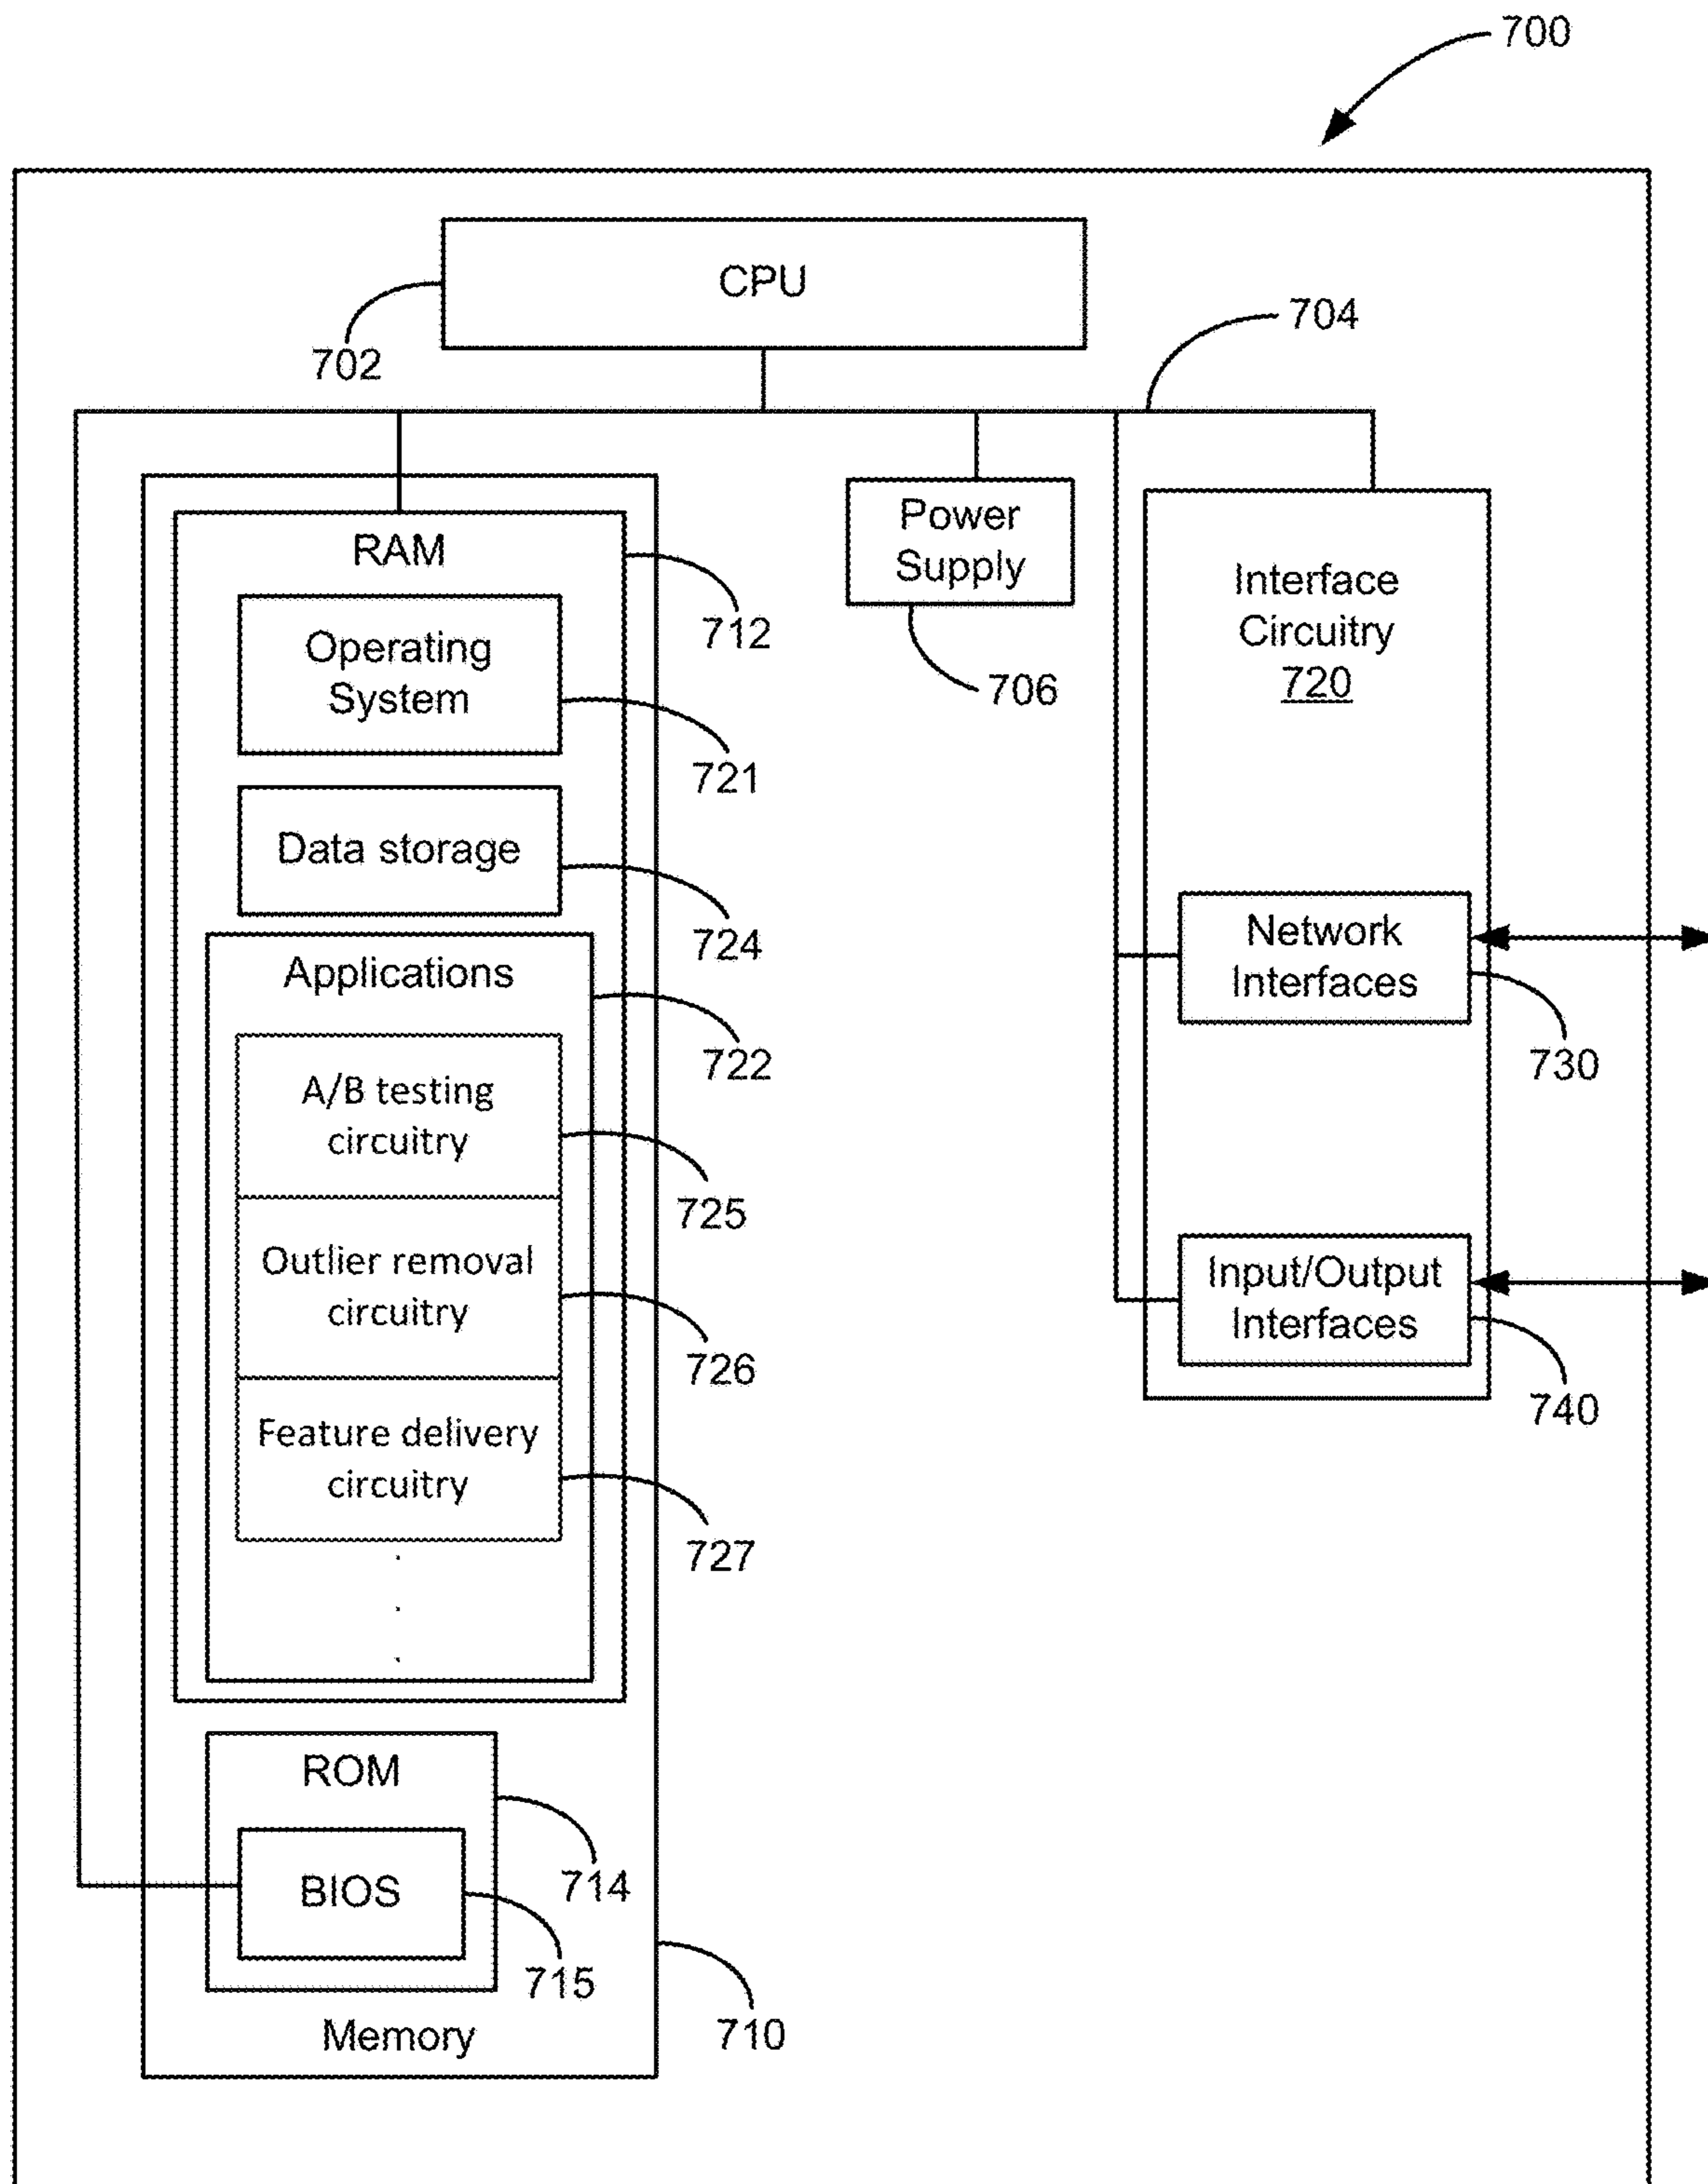 700
CPU
702
704
RAM
712
Operating
System
721
Data storage
724
Applications
722
A/B testing
circuitry
725
Outlier removal
circuitry
726
Feature delivery
circuitry
727
.
.
.
ROM
714
BIOS
715
Memory
710
Power
Supply
706
Interface
Circuitry
720
Network
Interfaces
730
Input/Output
Interfaces
740